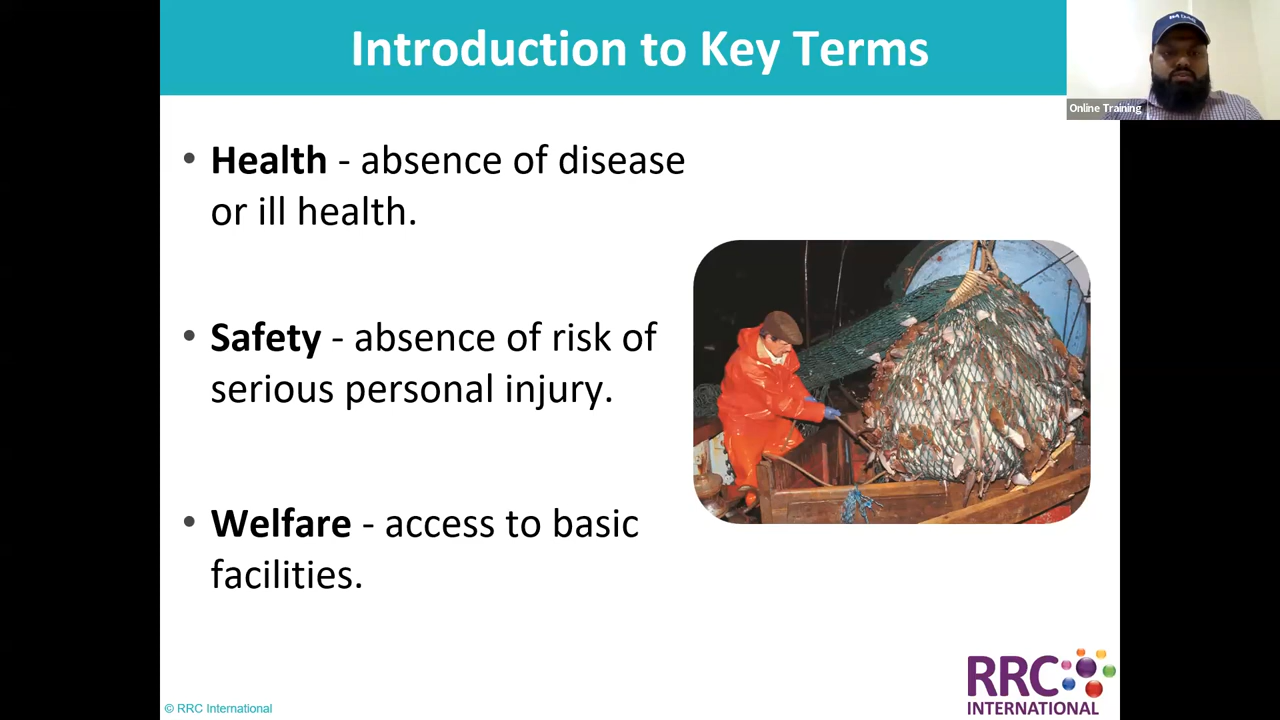 Introduction to Key Terms
Online Training
• Health - absence of disease
or ill health.
• Safety - absence of risk of
serious personal injury.
• Welfare - access to basic
facilities.
RRC
INTERNATIONAL
© RRC International